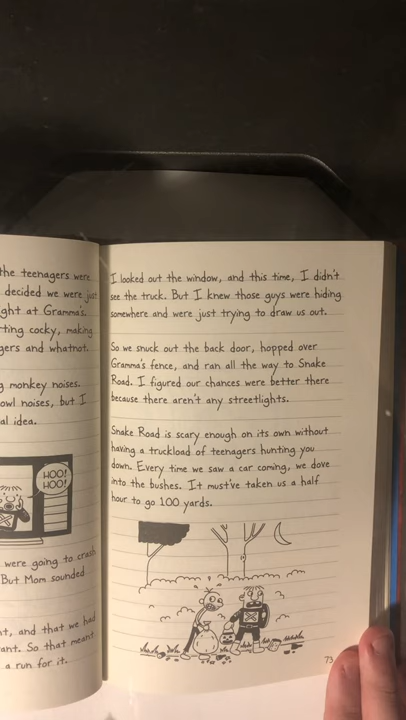 the teenagers were
decided we were just
ght at Gramma's.
ting cocky, making
gers and whatnot.
g monkey noises.
owl noises, but I
al idea.
HOO!
HOO!
were going to crash
But Mom sounded
nt, and that we had
ant. So that meant
a run for it.
I looked out the window, and this time, I didn't
see the truck. But I knew those guys were hiding
somewhere and were just trying to draw us out.
So we snuck out the back door, hopped over
Gramma's fence, and ran all the way to Snake
Road. I figured our chances were better there
because there aren't any streetlights.
Snake Road is scary enough on its own without
having a truckload of teenagers hunting you
down. Every time we saw a car coming, we dove
into the bushes. It must've taken us a half
hour to go 100 yards.
73